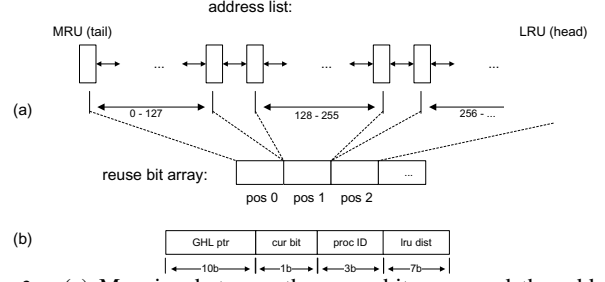 address list:
MRU (tail)
LRU (head)
...
...
...
(a)
0 - 127
128 - 255
256 - ...
reuse bit array:
...
pos 0
pos 1
pos 2
(b)
GHL ptr
cur bit
proc ID
lru dist
10b
1b
3b
7b